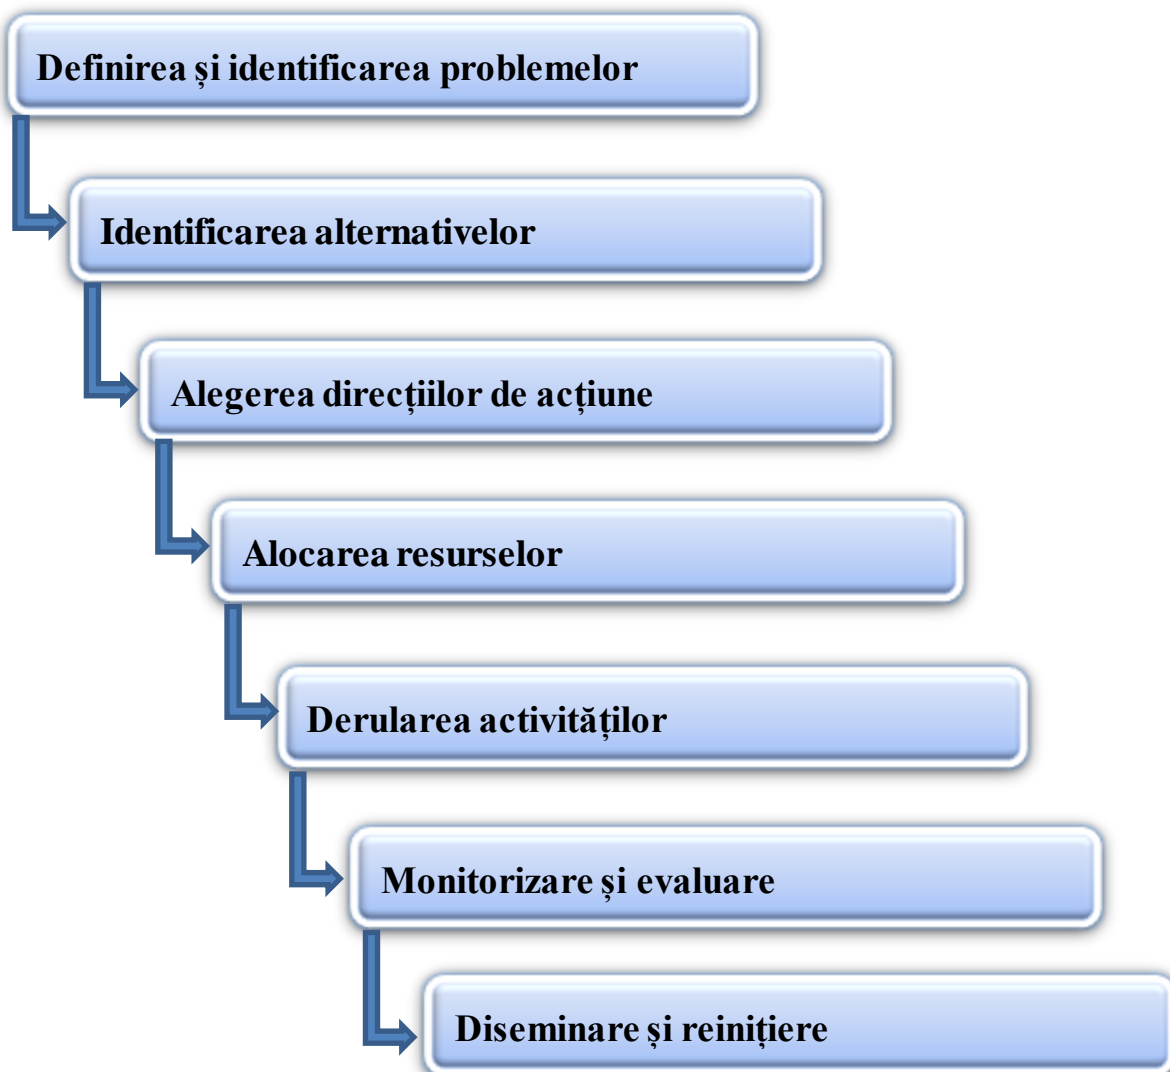 Definirea și identificarea problemelor
Identificarea alternativelor
Alegerea direcțiilor de acțiune
Alocarea resurselor
Derularea activităților
Monitorizare și evaluare
Diseminare și reinițiere